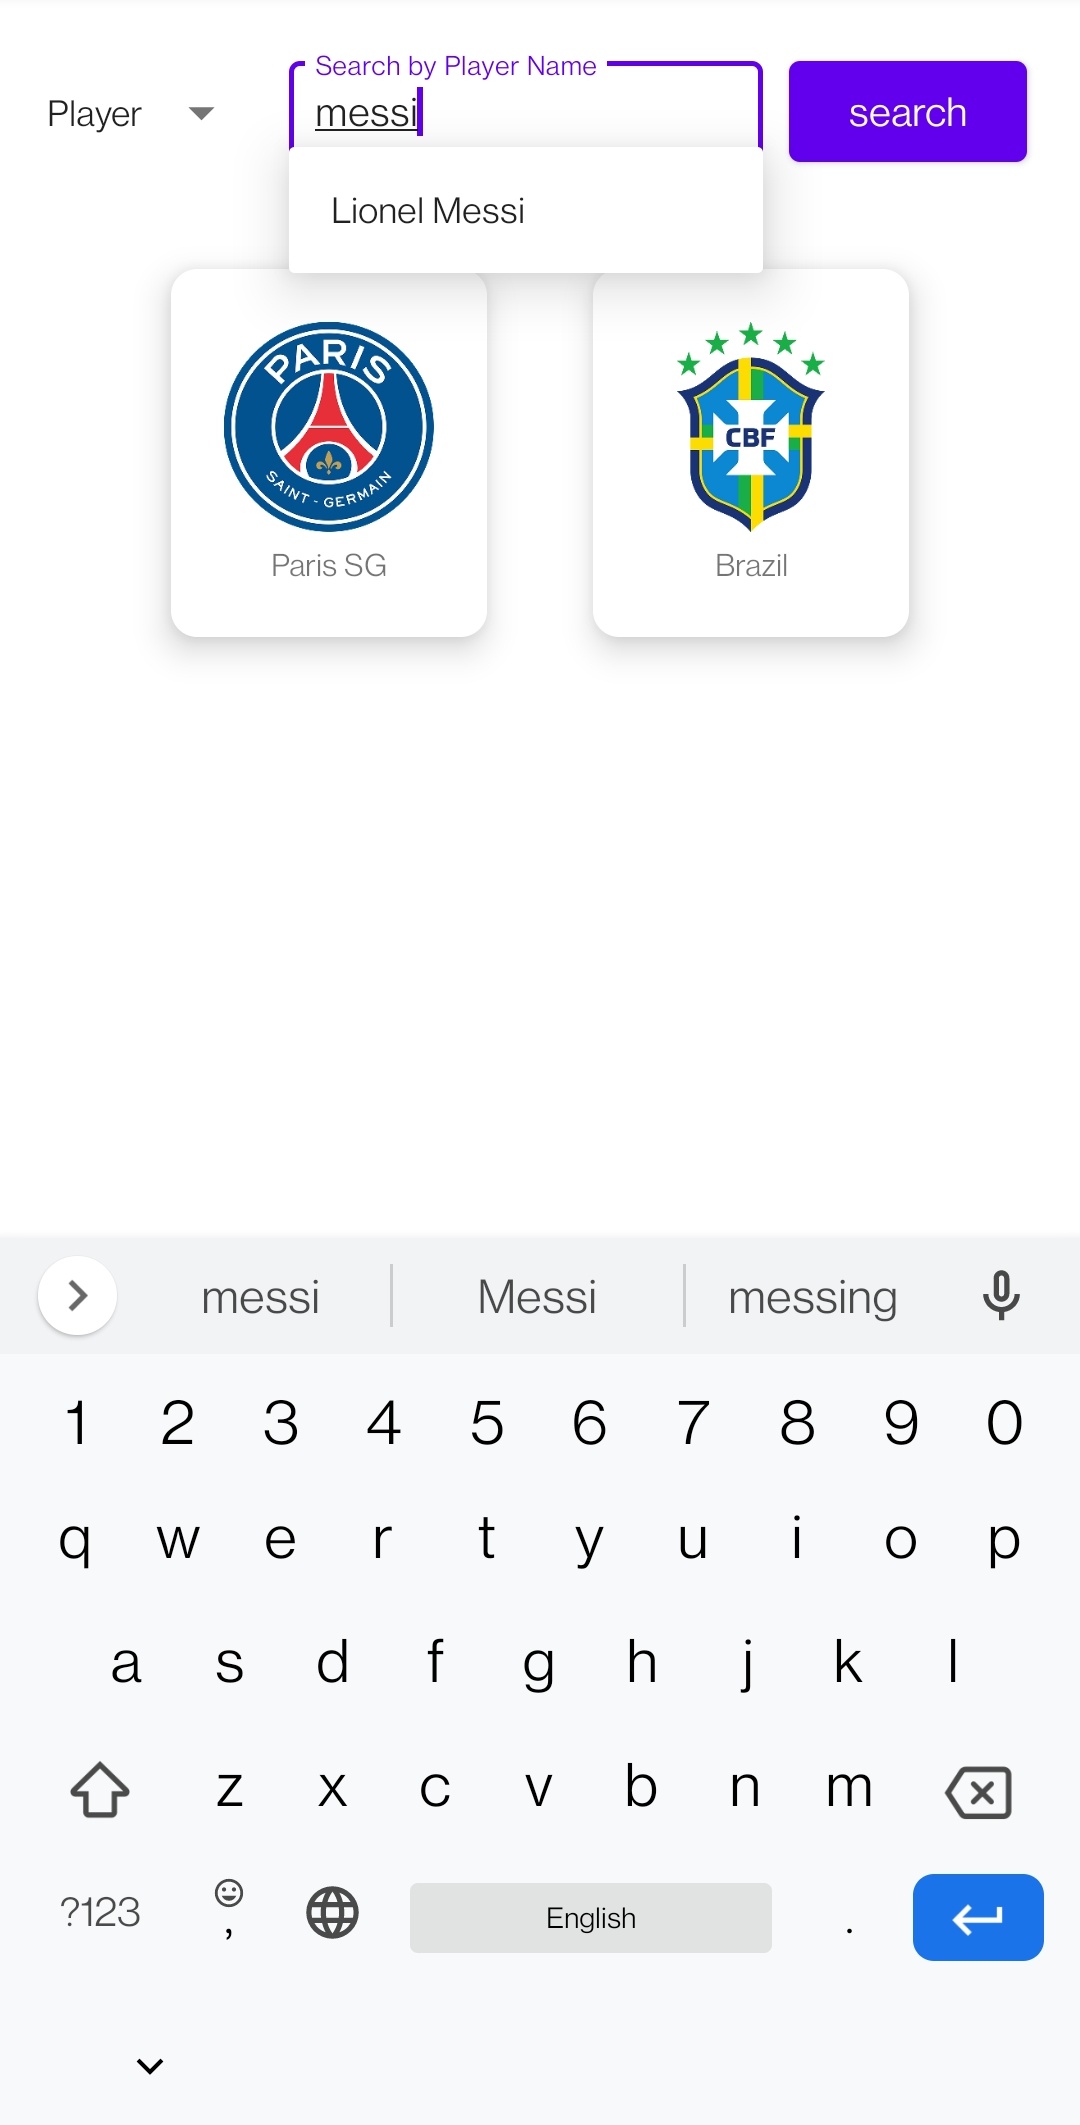 Search by Player Name
Player messi search
Lionel Messi
PARIS
SAINT - GERMAIN
CBF
Paris SG Brazil
messi Messi messing
1 2 3 4 5 6 7 8 9 0
q w e r t y u i o p
a s d f g h j k l
z x c v b n m
?123 , English .